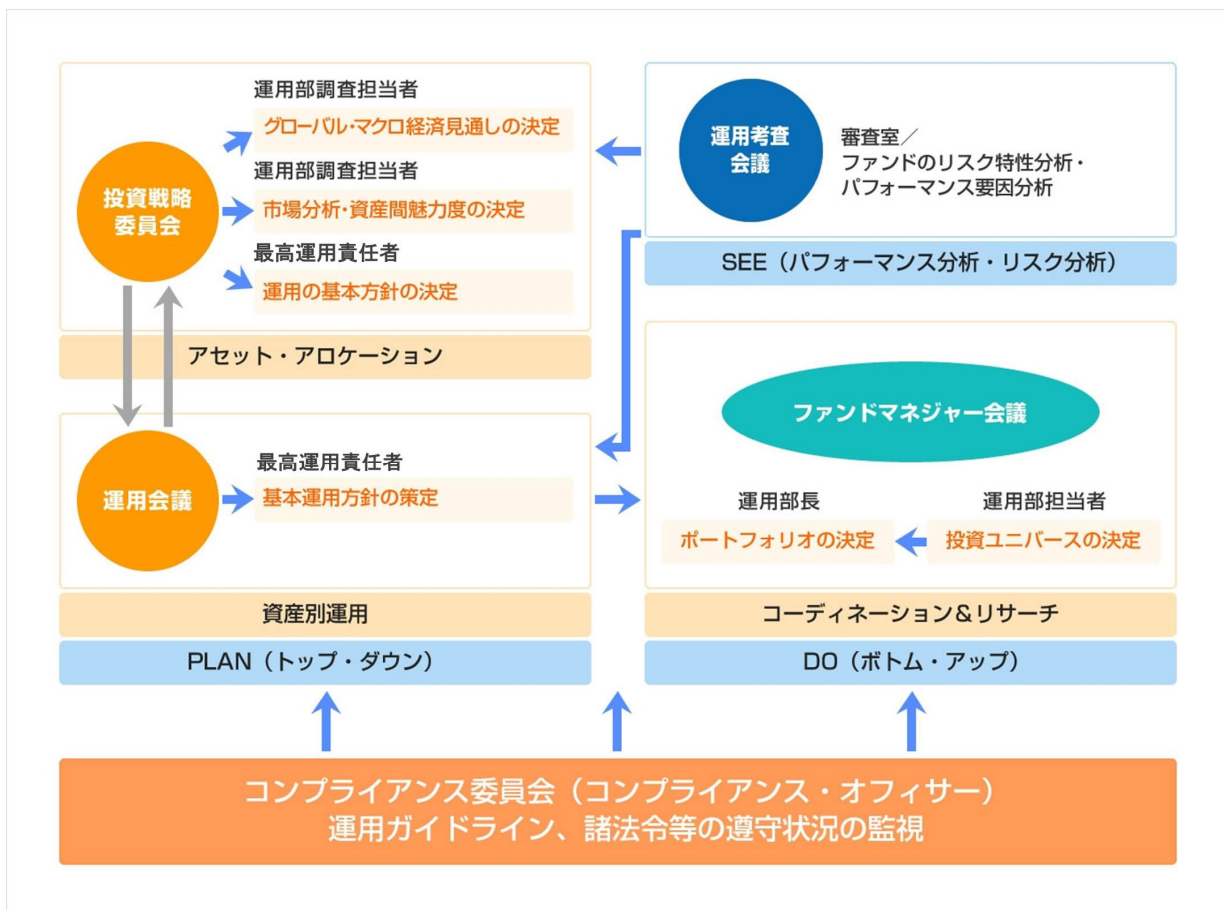 運用部調査担当者
グローバル・マクロ経済見通しの決定
投資戦略
委員会
運用部調査担当者
市場分析・資産間魅力度の決定
最高運用責任者
運用の基本方針の決定
アセット・アロケーション
運用考査
会議
審査室／
ファンドのリスク特性分析・
パフォーマンス要因分析
SEE（パフォーマンス分析・リスク分析）
運用会議
最高運用責任者
基本運用方針の策定
資産別運用
PLAN（トップ・ダウン）
ファンドマネジャー会議
運用部長
ポートフォリオの決定
運用部担当者
投資ユニバースの決定
コーディネーション＆リサーチ
DO（ボトム・アップ）
コンプライアンス委員会（コンプライアンス・オフィサー）
運用ガイドライン、諸法令等の遵守状況の監視